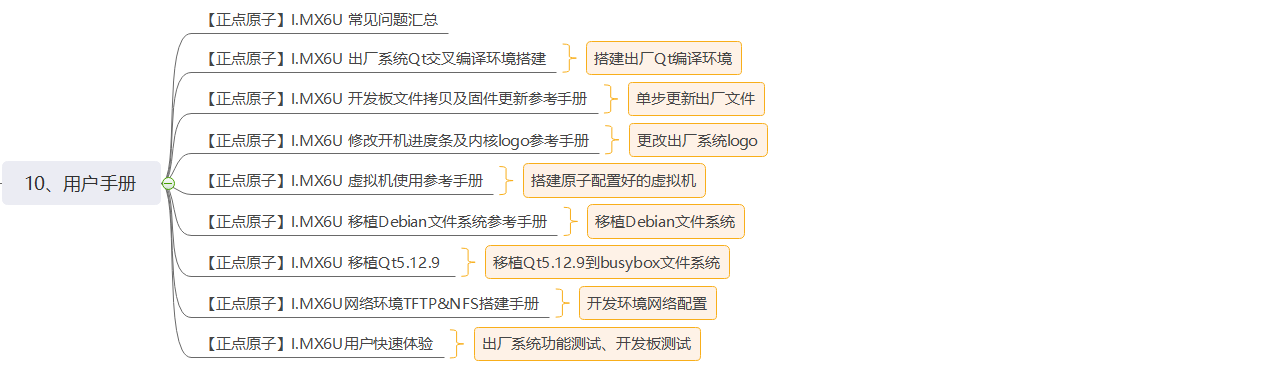 【正点原子】I.MX6U 常见问题汇总
【正点原子】I.MX6U 出厂系统Qt交叉编译环境搭建
搭建出厂Qt编译环境
【正点原子】I.MX6U 开发板文件拷贝及固件更新参考手册
单步更新出厂文件
【正点原子】I.MX6U 修改开机进度条及内核logo参考手册
更改出厂系统logo
10、用户手册
【正点原子】I.MX6U 虚拟机使用参考手册
搭建原子配置好的虚拟机
【正点原子】I.MX6U 移植Debian文件系统参考手册
移植Debian文件系统
【正点原子】I.MX6U 移植Qt5.12.9
移植Qt5.12.9到busybox文件系统
【正点原子】I.MX6U网络环境TFTP&NFS搭建手册
开发环境网络配置
【正点原子】I.MX6U用户快速体验
出厂系统功能测试、开发板测试